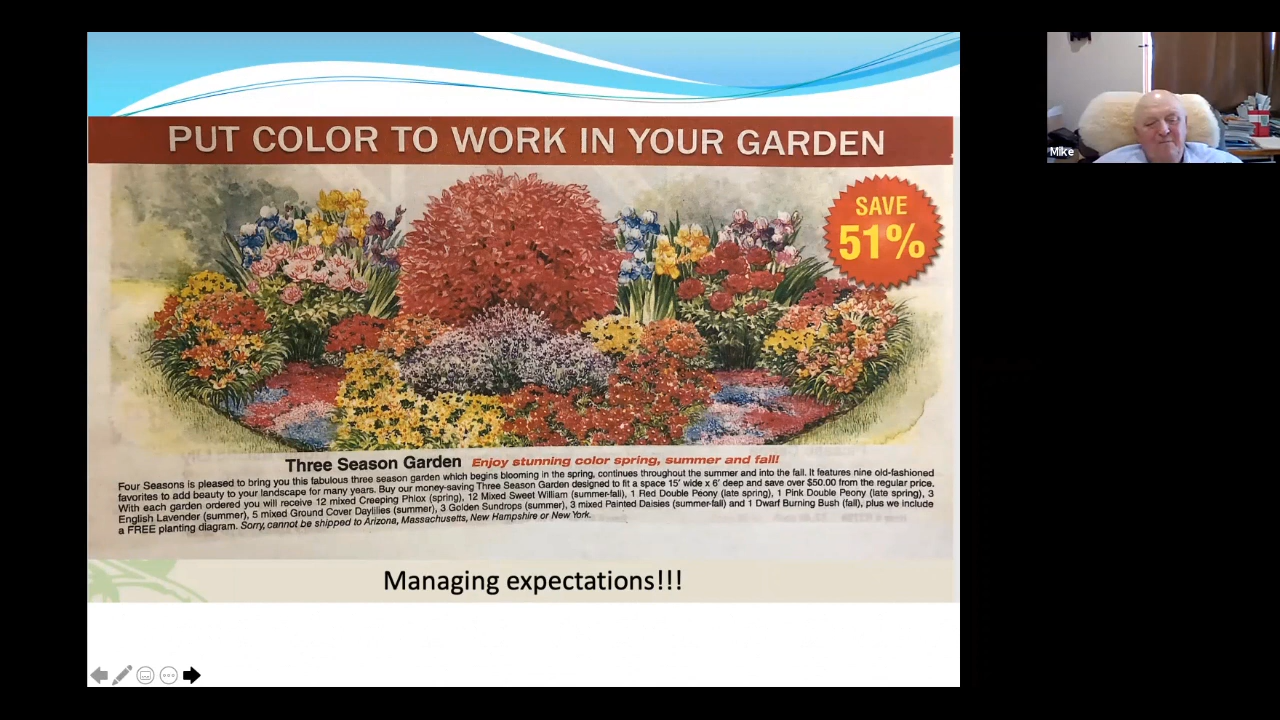 PUT COLOR TO WORK IN YOUR GARDEN
SAVE
51%
Three Season Garden Enjoy stunning color spring, summer and fall!
Four Seasons is pleased to bring you this fabulous three season garden which begins blooming in the spring, continues throughout the summer and into the fall. It features nine old-fashioned
favorites to add beauty to your landscape for many years. Buy our money-saving Three Season Garden designed to fit a space 15' wide x 6' deep and save over $50.00 from the regular price.
With each garden ordered you will receive 12 mixed Creeping Phlox (spring), 12 Mixed Sweet William (summer-fall), 1 Red Double Peony (late spring), 1 Pink Double Peony (late spring), 3
English Lavender (summer), 5 mixed Ground Cover Daylilies (summer), 3 Golden Sundrops (summer), 3 mixed Painted Daisies (summer-fall) and 1 Dwarf Burning Bush (fall), plus we include
a FREE planting diagram. Sorry, cannot be shipped to Arizona, Massachusetts, New Hampshire or New York.
Managing expectations!!!
Mike